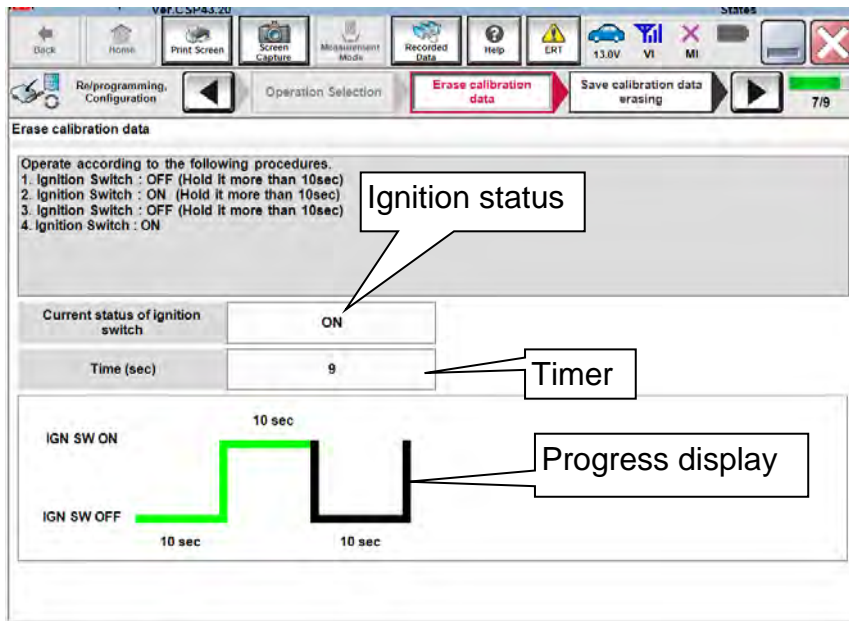 Ver.CSP43.20
States
Back
Home
Print Screen
Screen
Capture
Measurement
Mode
Recorded
Data
Help
ERT
13.0V
VI
MI
Re/programming,
Configuration
Operation Selection
Erase calibration
data
Save calibration data
erasing
7/9
Erase calibration data
Operate according to the following procedures.
1. Ignition Switch : OFF (Hold it more than 10sec)
2. Ignition Switch : ON (Hold it more than 10sec)
3. Ignition Switch : OFF (Hold it more than 10sec)
4. Ignition Switch : ON
Ignition status
Current status of ignition
switch
ON
Time (sec)
9
Timer
10 sec
IGN SW ON
Progress display
IGN SW OFF
10 sec
10 sec